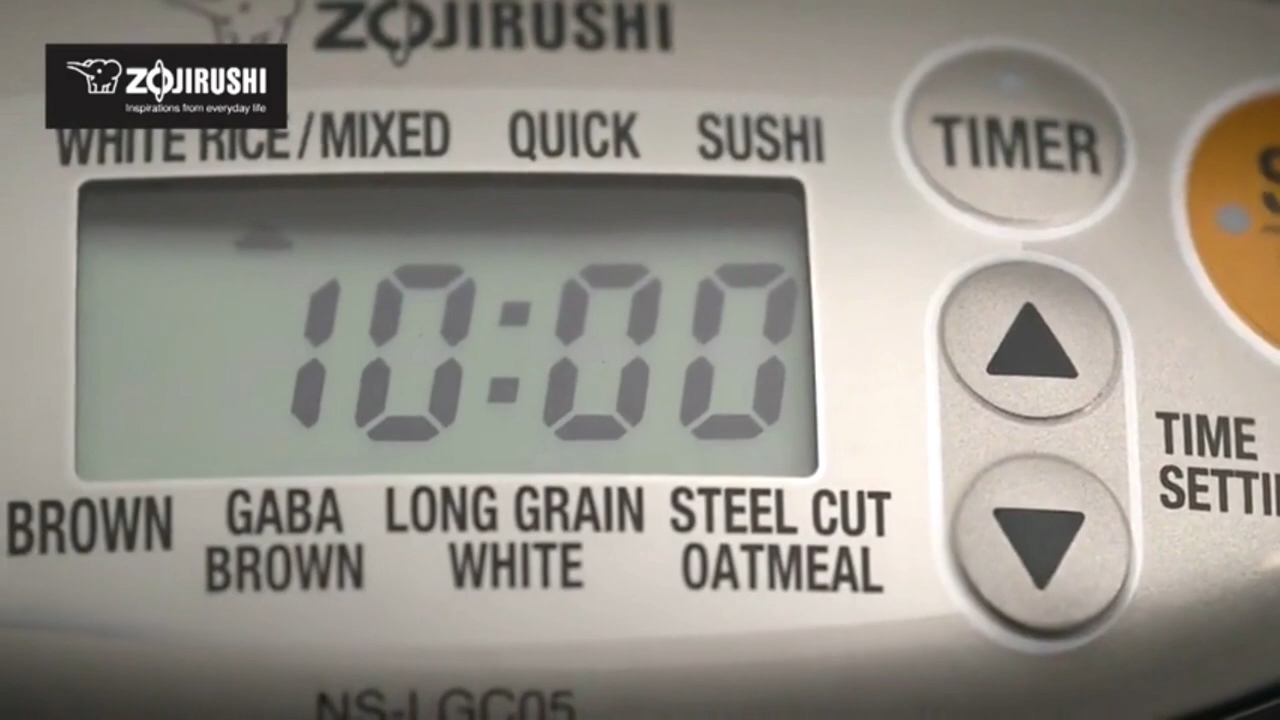 ZOJIRUSHI
ZOJIRUSHI
Inspirations from everyday life
WHITE RICE / MIXED QUICK SUSHI
TIMER
10:00
TIME
BROWN GABA BROWN LONG GRAIN WHITE STEEL CUT OATMEAL
NS-LGC05